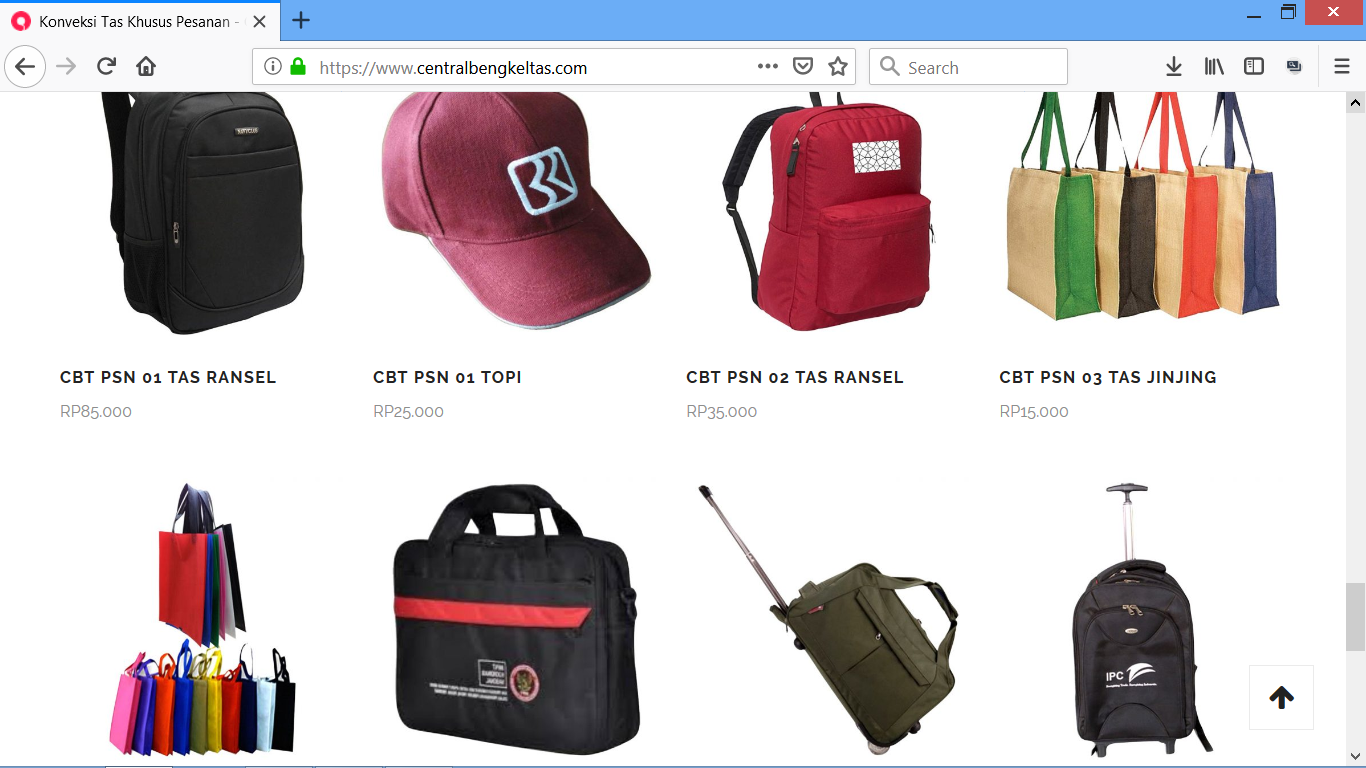 Konveksi Tas Khusus Pesanan -
https://www.centralbengkeltas.com
Search
CBT PSN 01 TAS RANSEL
CBT PSN 01 TOPI
CBT PSN 02 TAS RANSEL
CBT PSN 03 TAS JINJING
RP85.000
RP25.000
RP35.000
RP15.000
IPC